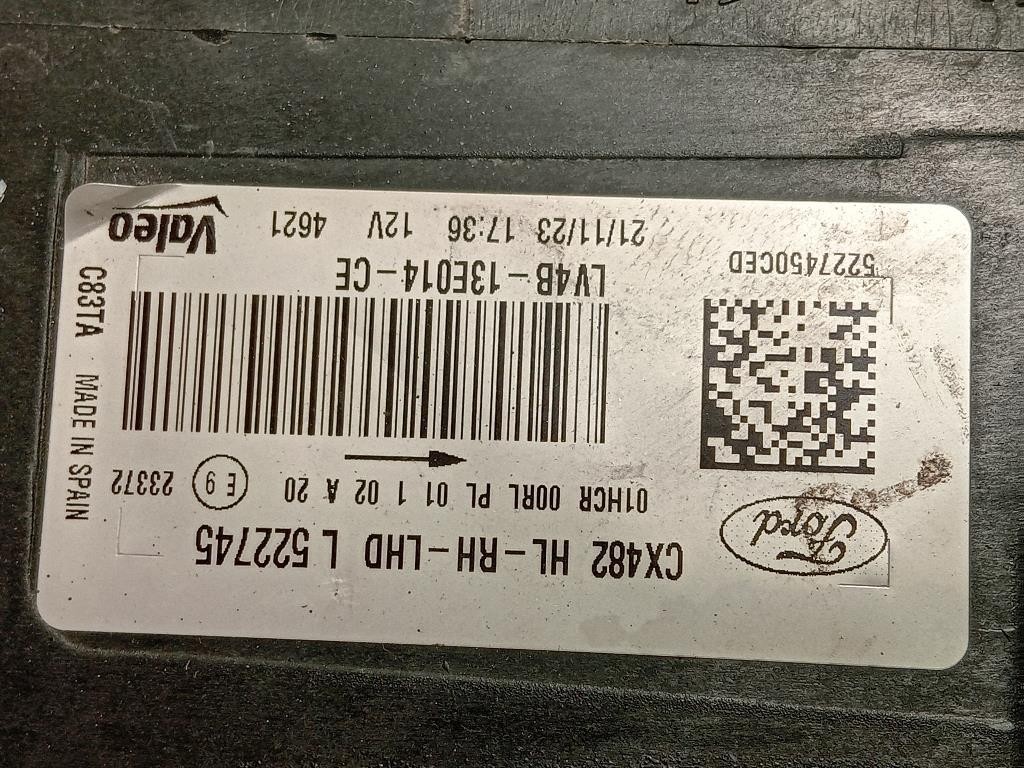 Ford
CX482 HL-RH-LHD L 522745
01HCR 00RL PL 01 1 02 A 20 E 9 23372
LV4B-13E014-CE
5227450CED
21/11/23 17:36 12V 4621
Valeo
C83TA MADE IN SPAIN